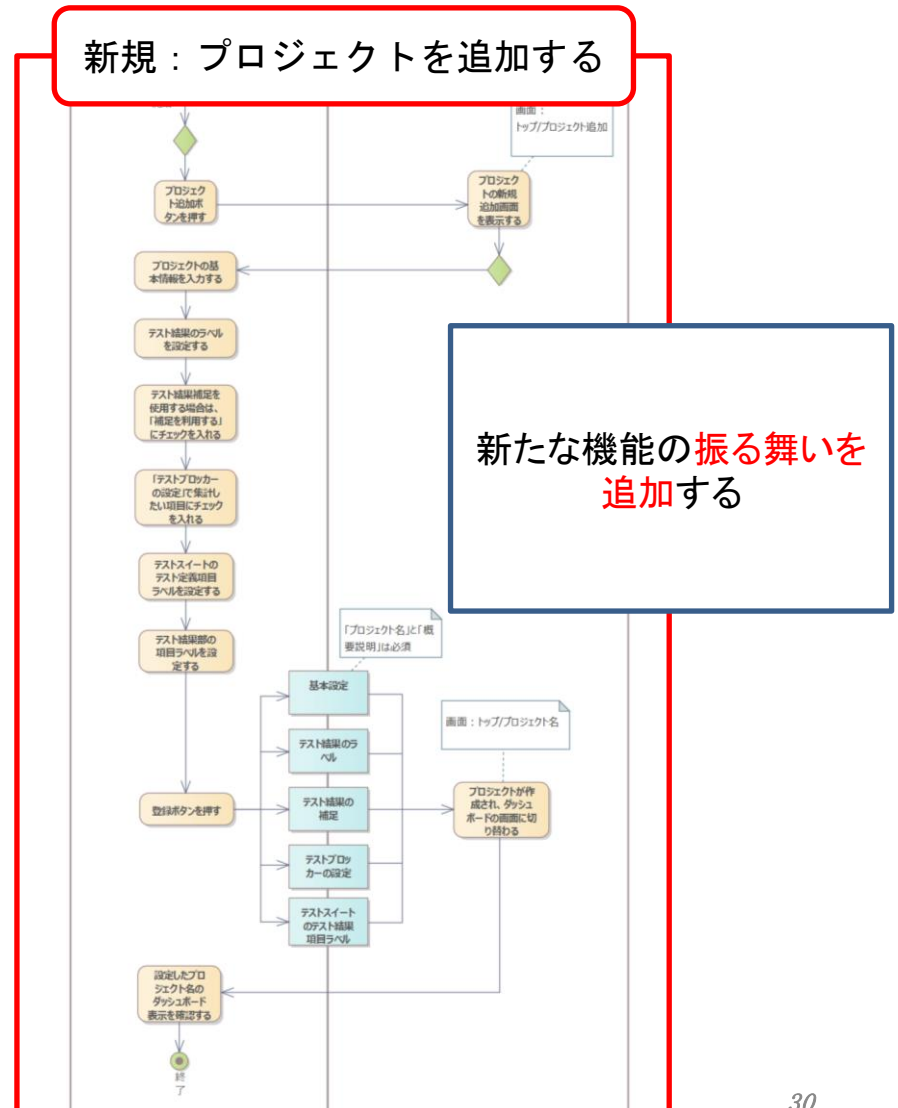 新規：プロジェクトを追加する
画面：
トップ/プロジェクト追加
プロジェク
ト追加ボ
タンを押す
プロジェク
トの新規
追加画面
を表示する
プロジェクトの基
本情報を入力する
テスト結果のラベル
を設定する
テスト結果補足を
使用する場合は、
「補足を利用する」
にチェックを入れる
新たな機能の振る舞いを
追加する
「テストブロッカー
の設定」で集計し
たい項目にチェック
を入れる
テストスイートの
テスト定義項目
ラベルを設定する
テスト結果部の
項目ラベルを設
定する
「プロジェクト名」と「概
要説明」は必須
基本設定
画面：トップ/プロジェクト名
テスト結果のラ
ベル
登録ボタンを押す
テスト結果の
補足
プロジェクトが作
成され、ダッシュ
ボードの画面に切
り替わる
テストブロッ
カーの設定
テストスイート
のテスト結果
項目ラベル
設定したプロ
ジェクト名の
ダッシュボード
表示を確認する
終
了
30